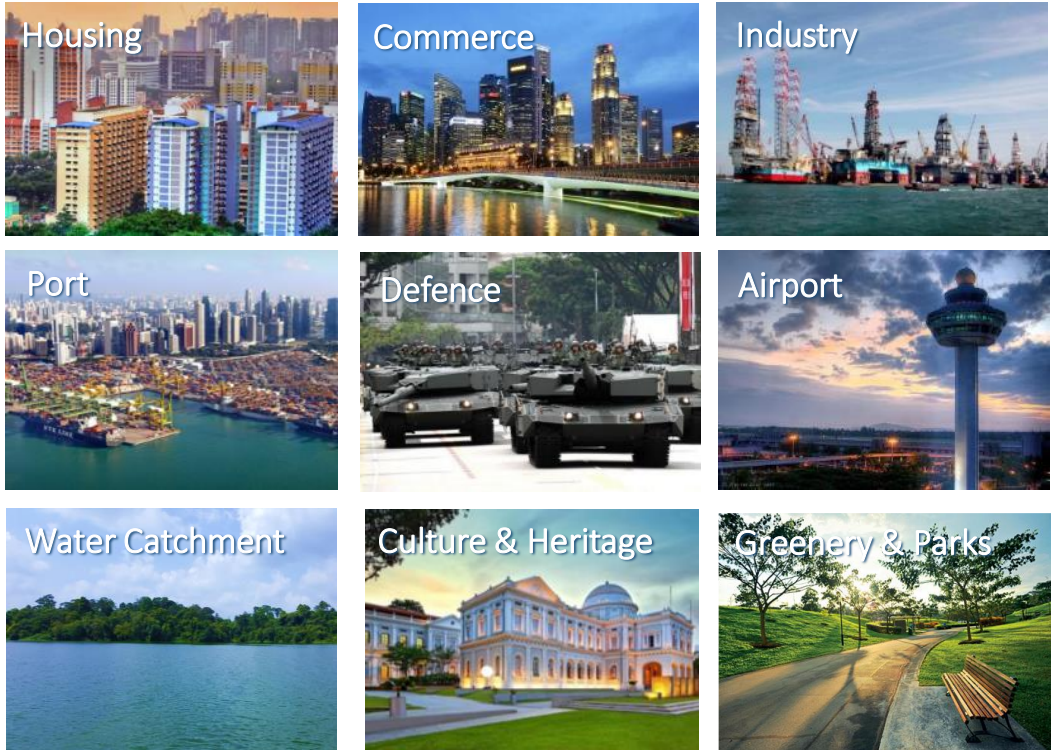 Housing
Commerce
Industry
Port
Defence
Airport
Water Catchment
Culture & Heritage
Greenery & Parks